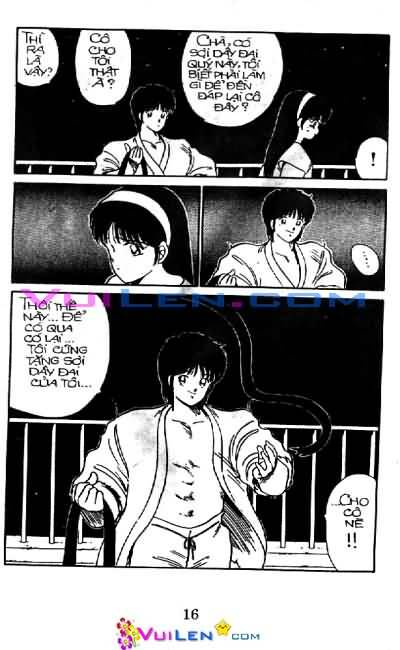 THÌ
RA
LÀ
VẬY?
CÔ
CHO
TÔI
THẬT
À?
CHÀ, CÓ
SỢI DÂY ĐAI
QUÝ NÀY, TÔI
BIẾT PHẢI LÀM
GÌ ĐỂ ĐỀN
ĐÁP LẠI CÔ
ĐÂY?
!
......
VUILEN.COM
THÔI THẾ
NÀY... ĐỂ
CÓ QUA
CÓ LẠI...
TÔI CŨNG
TẶNG SỢI
DÂY ĐAI
CỦA TÔI...
...CHO
CÔ NÈ
!!
16
VUILEN.COM